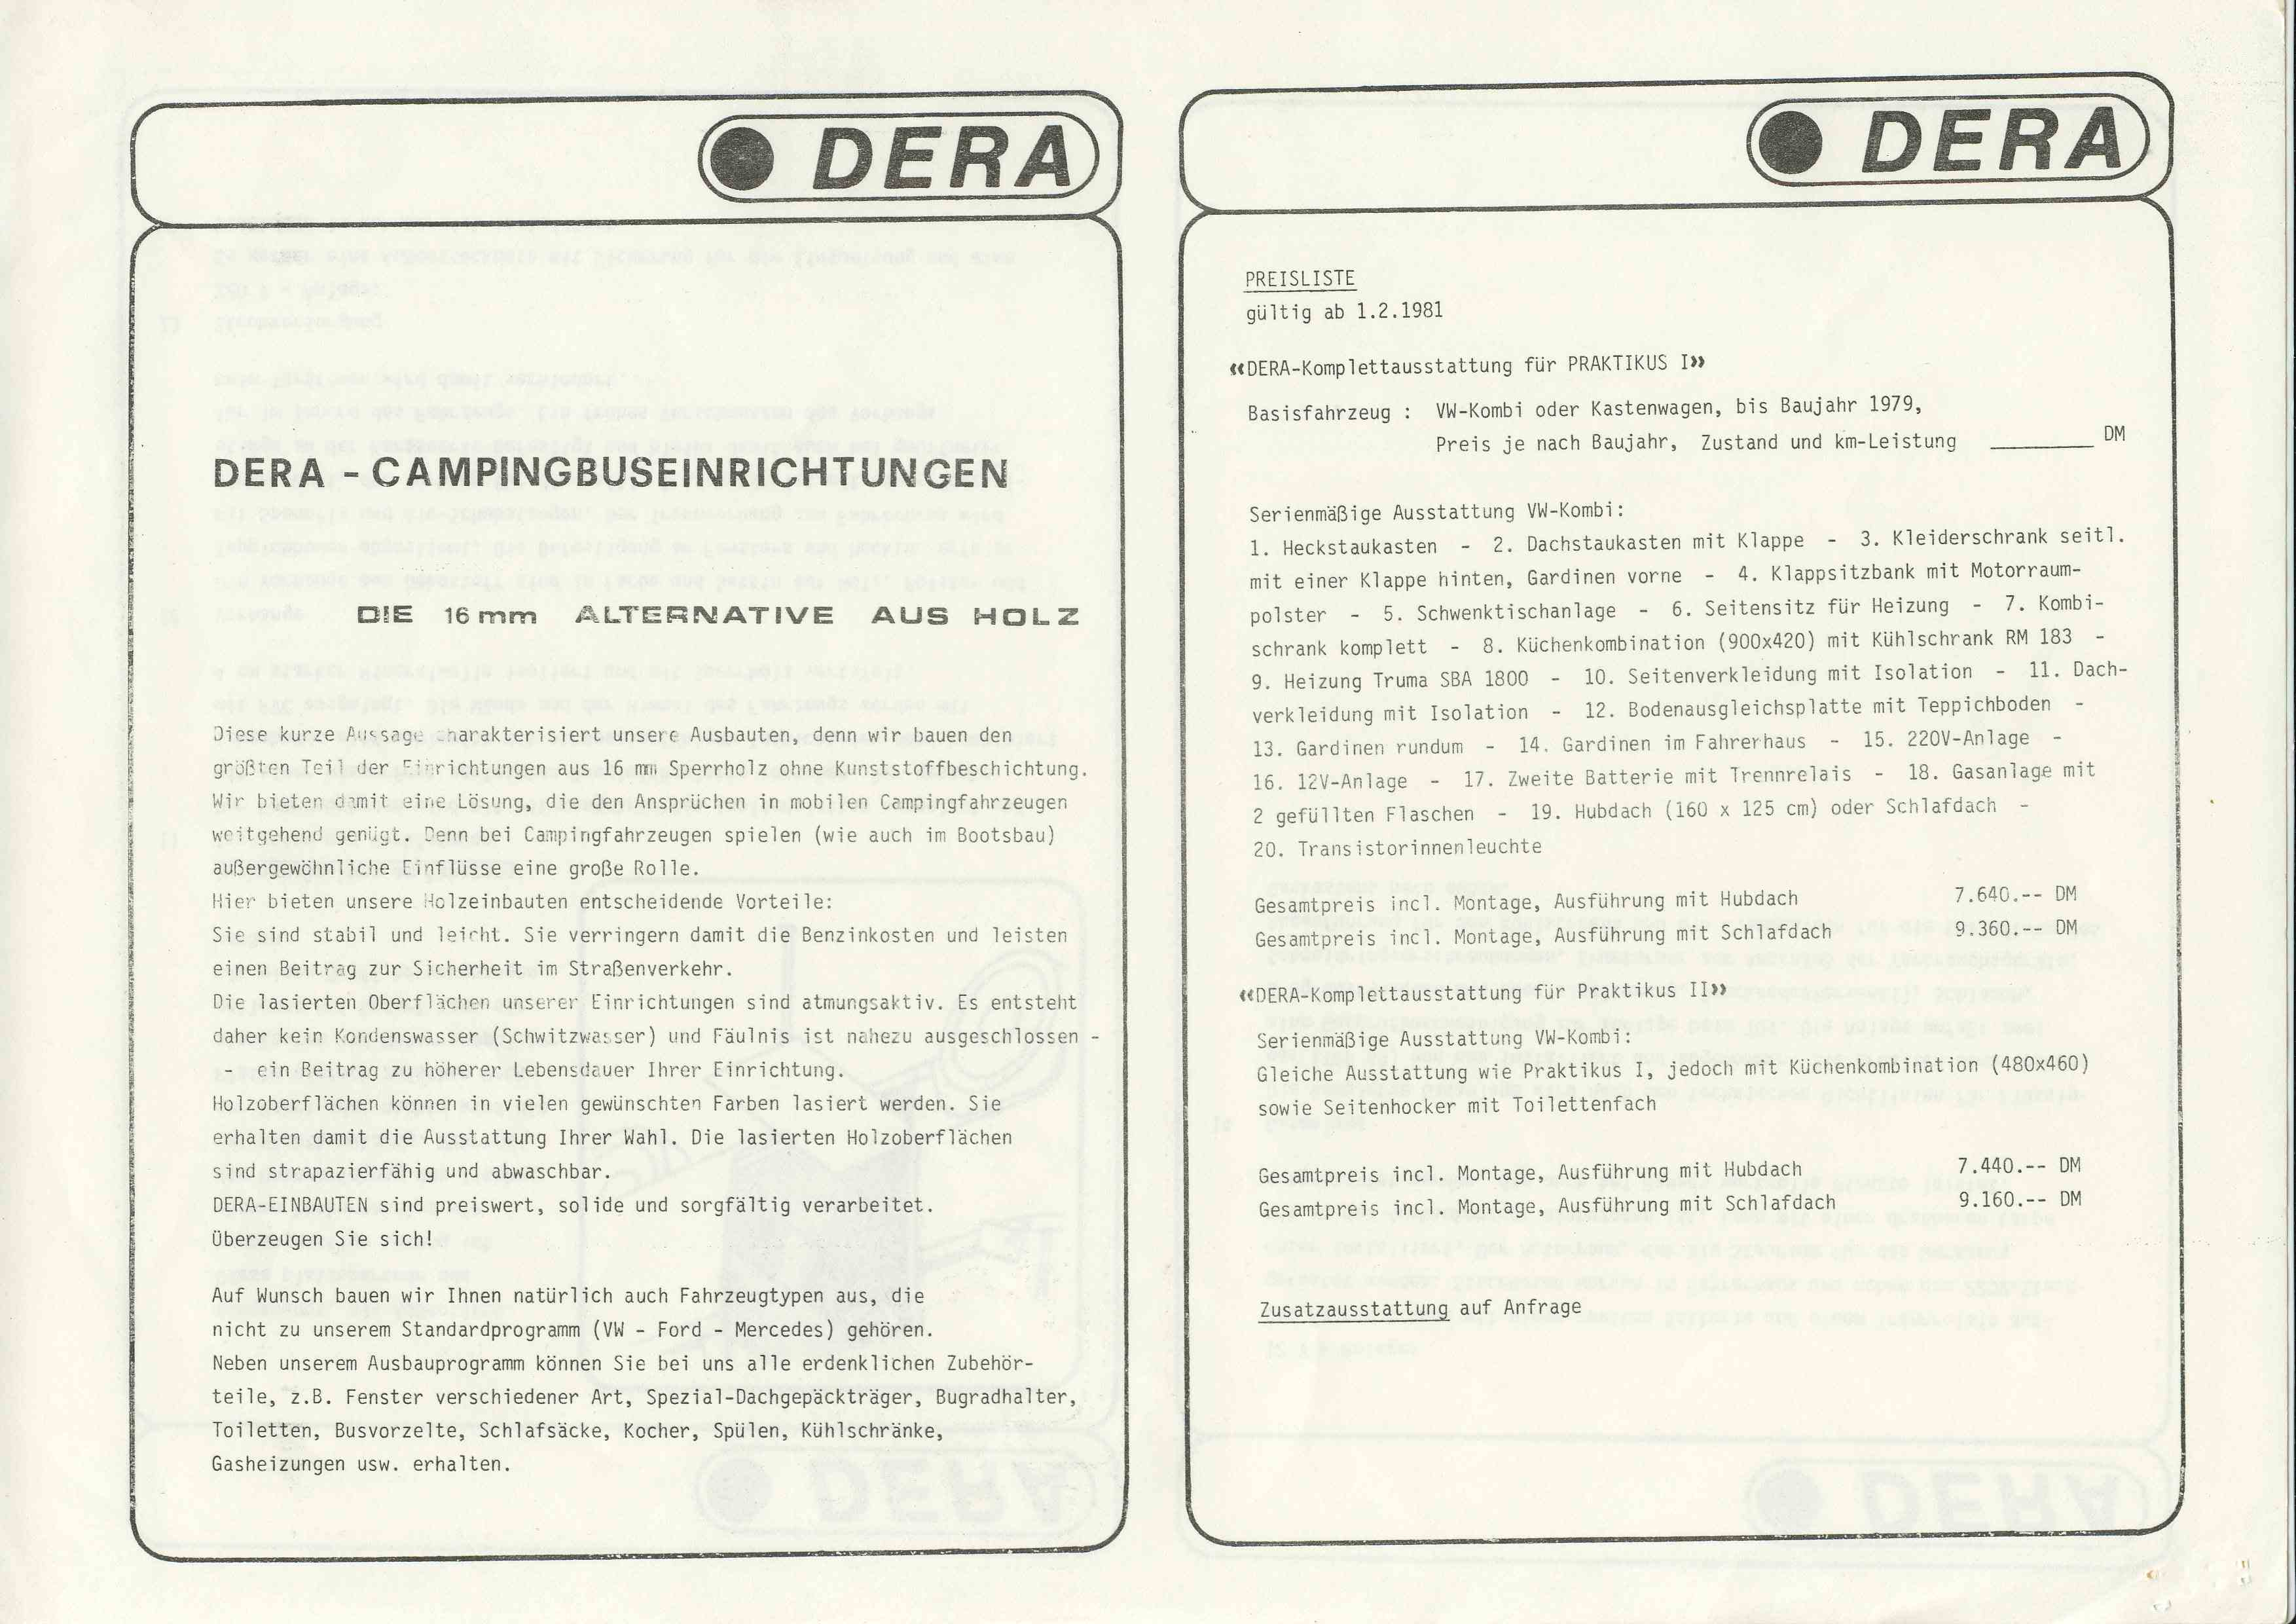 DERA
DERA - CAMPINGBUSEINRICHTUNGEN
DIE 16 mm ALTERNATIVE AUS HOLZ
Diese kurze Aussage charakterisiert unsere Ausbauten, denn wir bauen den
größten Teil der Einrichtungen aus 16 mm Sperrholz ohne Kunststoffbeschichtung.
Wir bieten damit eine Lösung, die den Ansprüchen in mobilen Campingfahrzeugen
weitgehend genügt. Denn bei Campingfahrzeugen spielen (wie auch im Bootsbau)
außergewöhnliche Einflüsse eine große Rolle.
Hier bieten unsere Holzeinbauten entscheidende Vorteile:
Sie sind stabil und leicht. Sie verringern damit die Benzinkosten und leisten
einen Beitrag zur Sicherheit im Straßenverkehr.
Die lasierten Oberflächen unserer Einrichtungen sind atmungsaktiv. Es entsteht
daher kein Kondenswasser (Schwitzwasser) und Fäulnis ist nahezu ausgeschlossen -
- ein Beitrag zu höherer Lebensdauer Ihrer Einrichtung.
Holzoberflächen können in vielen gewünschten Farben lasiert werden. Sie
erhalten damit die Ausstattung Ihrer Wahl. Die lasierten Holzoberflächen
sind strapazierfähig und abwaschbar.
DERA-EINBAUTEN sind preiswert, solide und sorgfältig verarbeitet.
Überzeugen Sie sich!
Auf Wunsch bauen wir Ihnen natürlich auch Fahrzeugtypen aus, die
nicht zu unserem Standardprogramm (VW - Ford - Mercedes) gehören.
Neben unserem Ausbauprogramm können Sie bei uns alle erdenklichen Zubehör-
teile, z.B. Fenster verschiedener Art, Spezial-Dachgepäckträger, Bugradhalter,
Toiletten, Busvorzelte, Schlafsäcke, Kocher, Spülen, Kühlschränke,
Gasheizungen usw. erhalten.
DERA
PREISLISTE
gültig ab 1.2.1981
«DERA-Komplettausstattung für PRAKTIKUS I»
Basisfahrzeug : VW-Kombi oder Kastenwagen, bis Baujahr 1979,
Preis je nach Baujahr, Zustand und km-Leistung ________ DM
Serienmäßige Ausstattung VW-Kombi:
1. Heckstaukasten - 2. Dachstaukasten mit Klappe - 3. Kleiderschrank seitl.
mit einer Klappe hinten, Gardinen vorne - 4. Klappsitzbank mit Motorraum-
polster - 5. Schwenktischanlage - 6. Seitensitz für Heizung - 7. Kombi-
schrank komplett - 8. Küchenkombination (900x420) mit Kühlschrank RM 183 -
9. Heizung Truma SBA 1800 - 10. Seitenverkleidung mit Isolation - 11. Dach-
verkleidung mit Isolation - 12. Bodenausgleichsplatte mit Teppichboden -
13. Gardinen rundum - 14. Gardinen im Fahrerhaus - 15. 220V-Anlage -
16. 12V-Anlage - 17. Zweite Batterie mit Trennrelais - 18. Gasanlage mit
2 gefüllten Flaschen - 19. Hubdach (160 x 125 cm) oder Schlafdach -
20. Transistorinnenleuchte
Gesamtpreis incl. Montage, Ausführung mit Hubdach 7.640.-- DM
Gesamtpreis incl. Montage, Ausführung mit Schlafdach 9.360.-- DM
«DERA-Komplettausstattung für Praktikus II»
Serienmäßige Ausstattung VW-Kombi:
Gleiche Ausstattung wie Praktikus I, jedoch mit Küchenkombination (480x460)
sowie Seitenhocker mit Toilettenfach
Gesamtpreis incl. Montage, Ausführung mit Hubdach 7.440.-- DM
Gesamtpreis incl. Montage, Ausführung mit Schlafdach 9.160.-- DM
Zusatzausstattung auf Anfrage